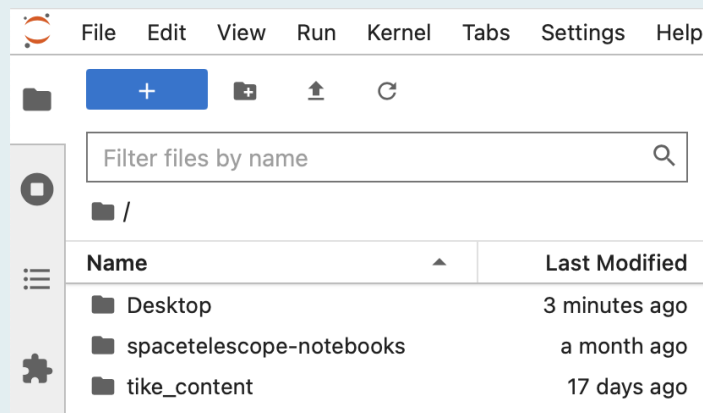 File Edit View Run Kernel Tabs Settings Help
Filter files by name
/
Name Last Modified
Desktop 3 minutes ago
spacetelescope-notebooks a month ago
tike_content 17 days ago